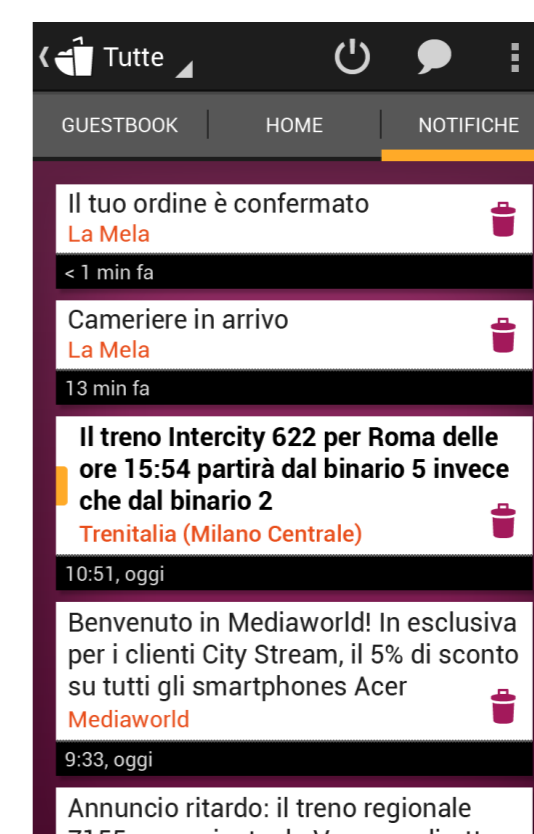 Tutte
GUESTBOOK HOME NOTIFICHE
Il tuo ordine è confermato
La Mela
< 1 min fa
Cameriere in arrivo
La Mela
13 min fa
Il treno Intercity 622 per Roma delle
ore 15:54 partirà dal binario 5 invece
che dal binario 2
Trenitalia (Milano Centrale)
10:51, oggi
Benvenuto in Mediaworld! In esclusiva
per i clienti City Stream, il 5% di sconto
su tutti gli smartphones Acer
Mediaworld
9:33, oggi
Annuncio ritardo: il treno regionale